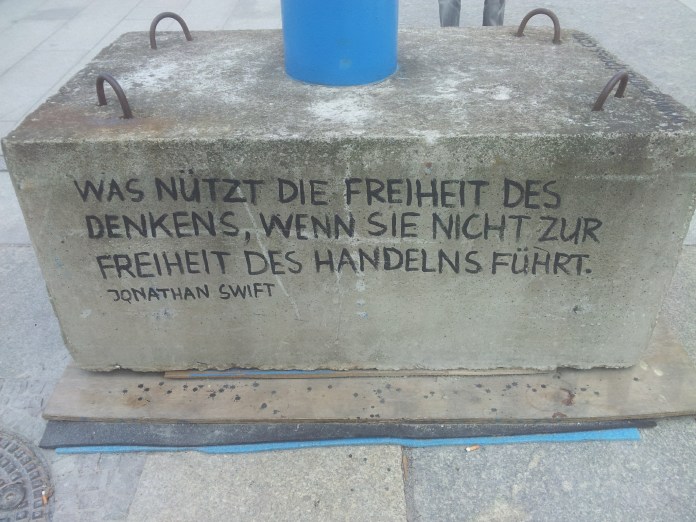 WAS NÜTZT DIE FREIHEIT DES
DENKENS, WENN SIE NICHT ZUR
FREIHEIT DES HANDELNS FÜHRT.
JONATHAN SWIFT